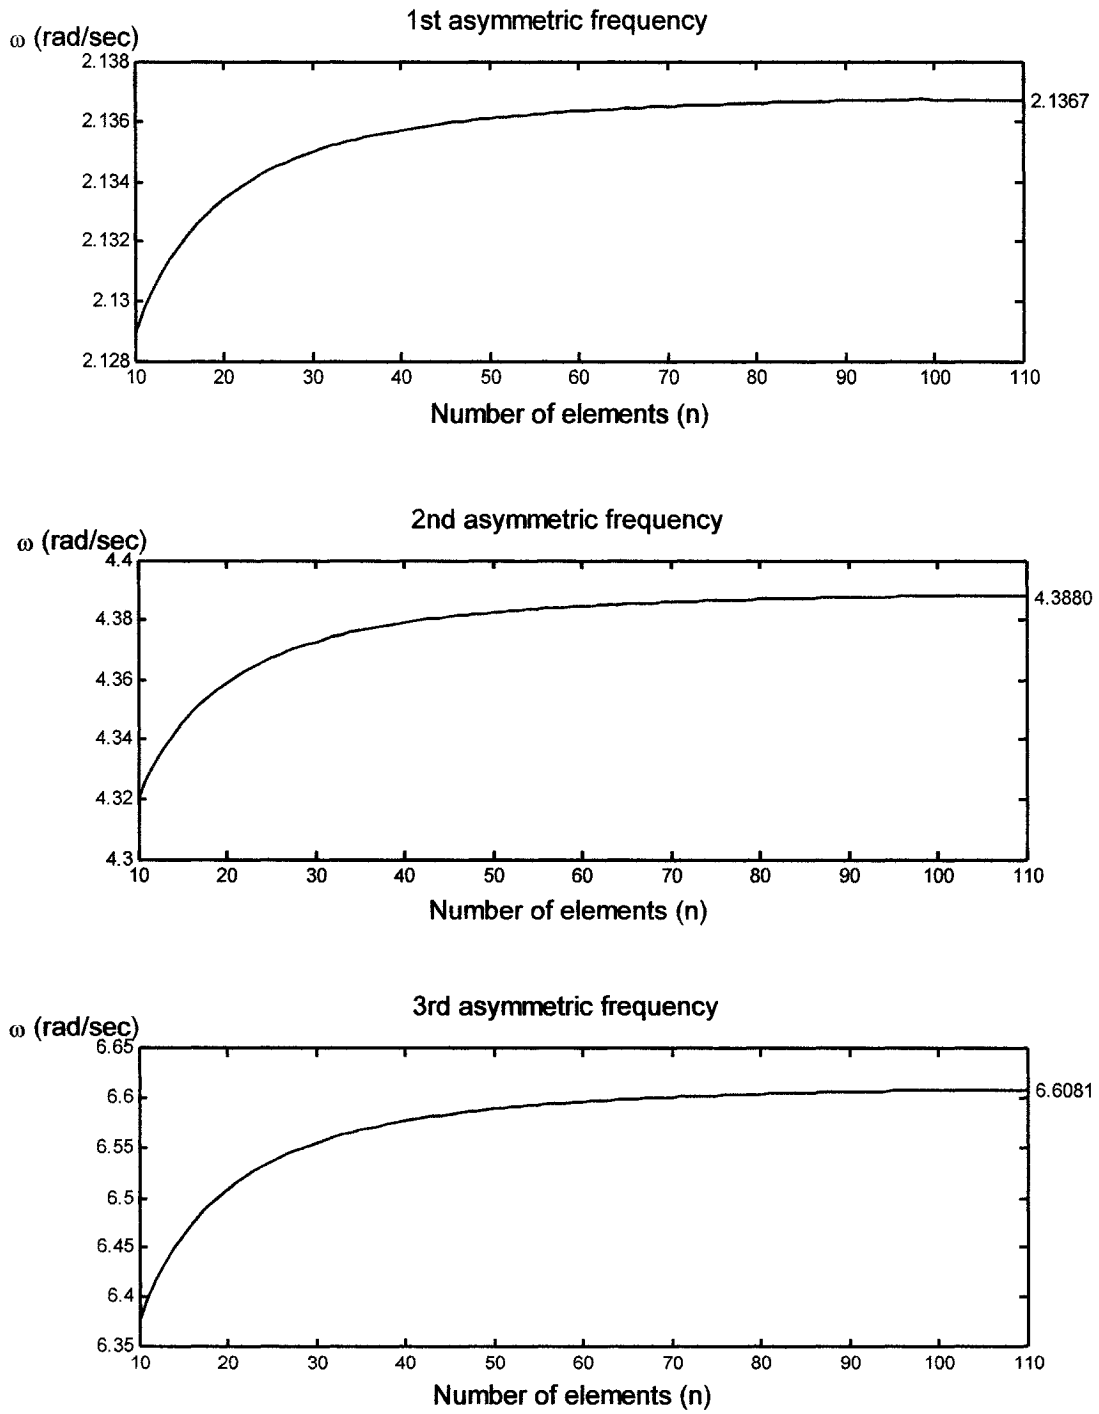 1st asymmetric frequency
ω (rad/sec)
2.138
2.136
2.134
2.132
2.13
2.128
2.1367
10 20 30 40 50 60 70 80 90 100 110
Number of elements (n)
2nd asymmetric frequency
ω (rad/sec)
4.4
4.38
4.36
4.34
4.32
4.3
4.3880
10 20 30 40 50 60 70 80 90 100 110
Number of elements (n)
3rd asymmetric frequency
ω (rad/sec)
6.65
6.6
6.55
6.5
6.45
6.4
6.35
6.6081
10 20 30 40 50 60 70 80 90 100 110
Number of elements (n)